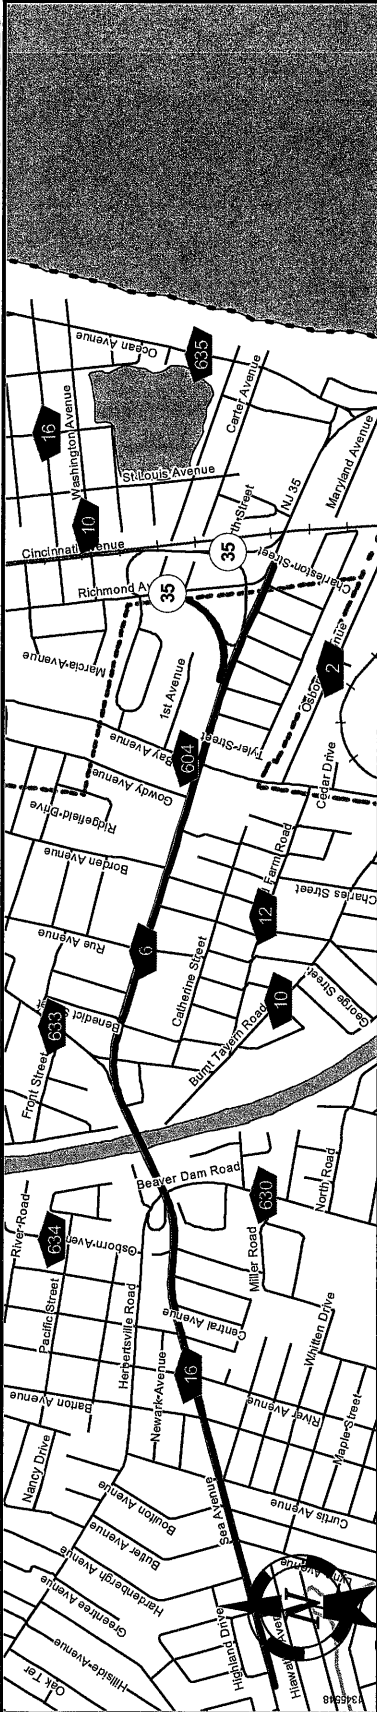 Ocean Avenue
635
16
Washington Avenue
Carter Avenue
St Louis Avenue
10
NJ 35
Maryland Avenue
Cincinnati Avenue
35
Charleston Street
Richmond Av
35
Marcia Avenue
1st Avenue
2
Bay Avenue
604
Tyler Street
Gowdy Avenue
Cedar Drive
Ridgefield Drive
Borden Avenue
Farm Road
Charles Street
12
Rue Avenue
6
Catherine Street
10
George Street
Benedict
633
Burnt Tavern Road
Front Street
Beaver Dam Road
630
North Road
River Road
634
Osborn Aven
Miller Road
Pacific Street
Herbertsville Road
Central Avenue
Whitten Drive
Newark Avenue
16
Barton Avenue
River Avenue
Maple Street
Nancy Drive
Curtis Avenue
Boulton Avenue
Sea Avenue
Butler Avenue
Hardenbergh Avenue
Greentree Avenue
Highland Drive
N
Hillside Avenue
Oak Ter
1345548